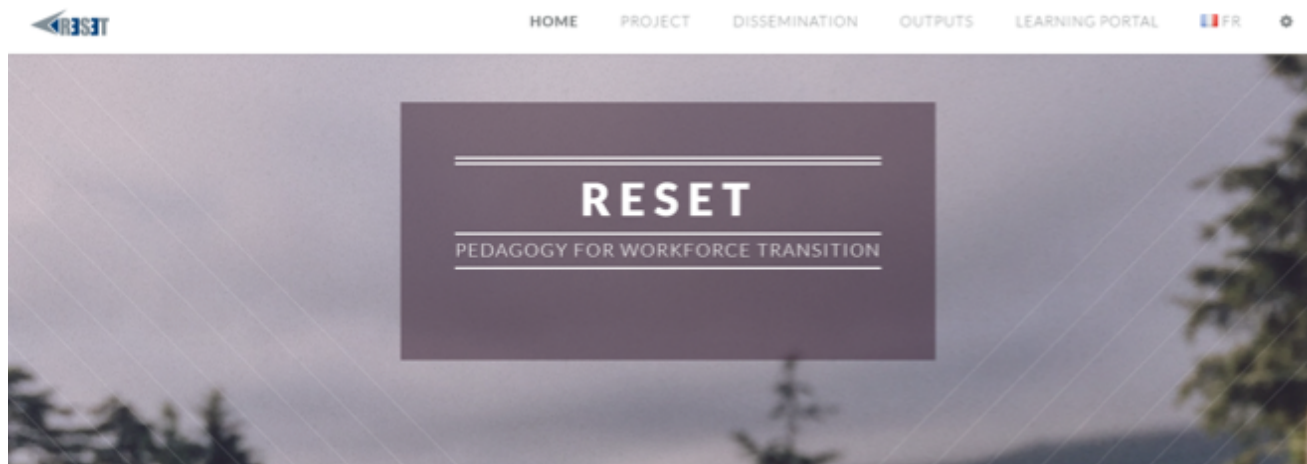 RESET
HOME PROJECT DISSEMINATION OUTPUTS LEARNING PORTAL FR
RESET
PEDAGOGY FOR WORKFORCE TRANSITION